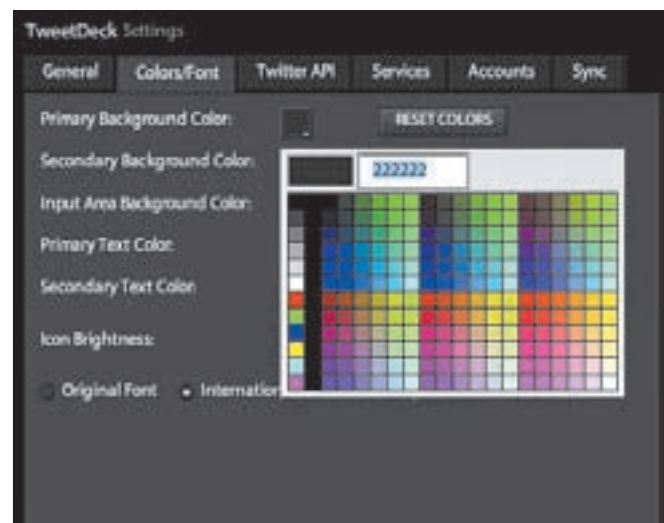 TweetDeck Settings
General Colors/Font Twitter API Services Accounts Sync
Primary Background Color: RESET COLORS
Secondary Background Color:
222222
Input Area Background Color:
Primary Text Color:
Secondary Text Color:
Icon Brightness:
Original Font Internation